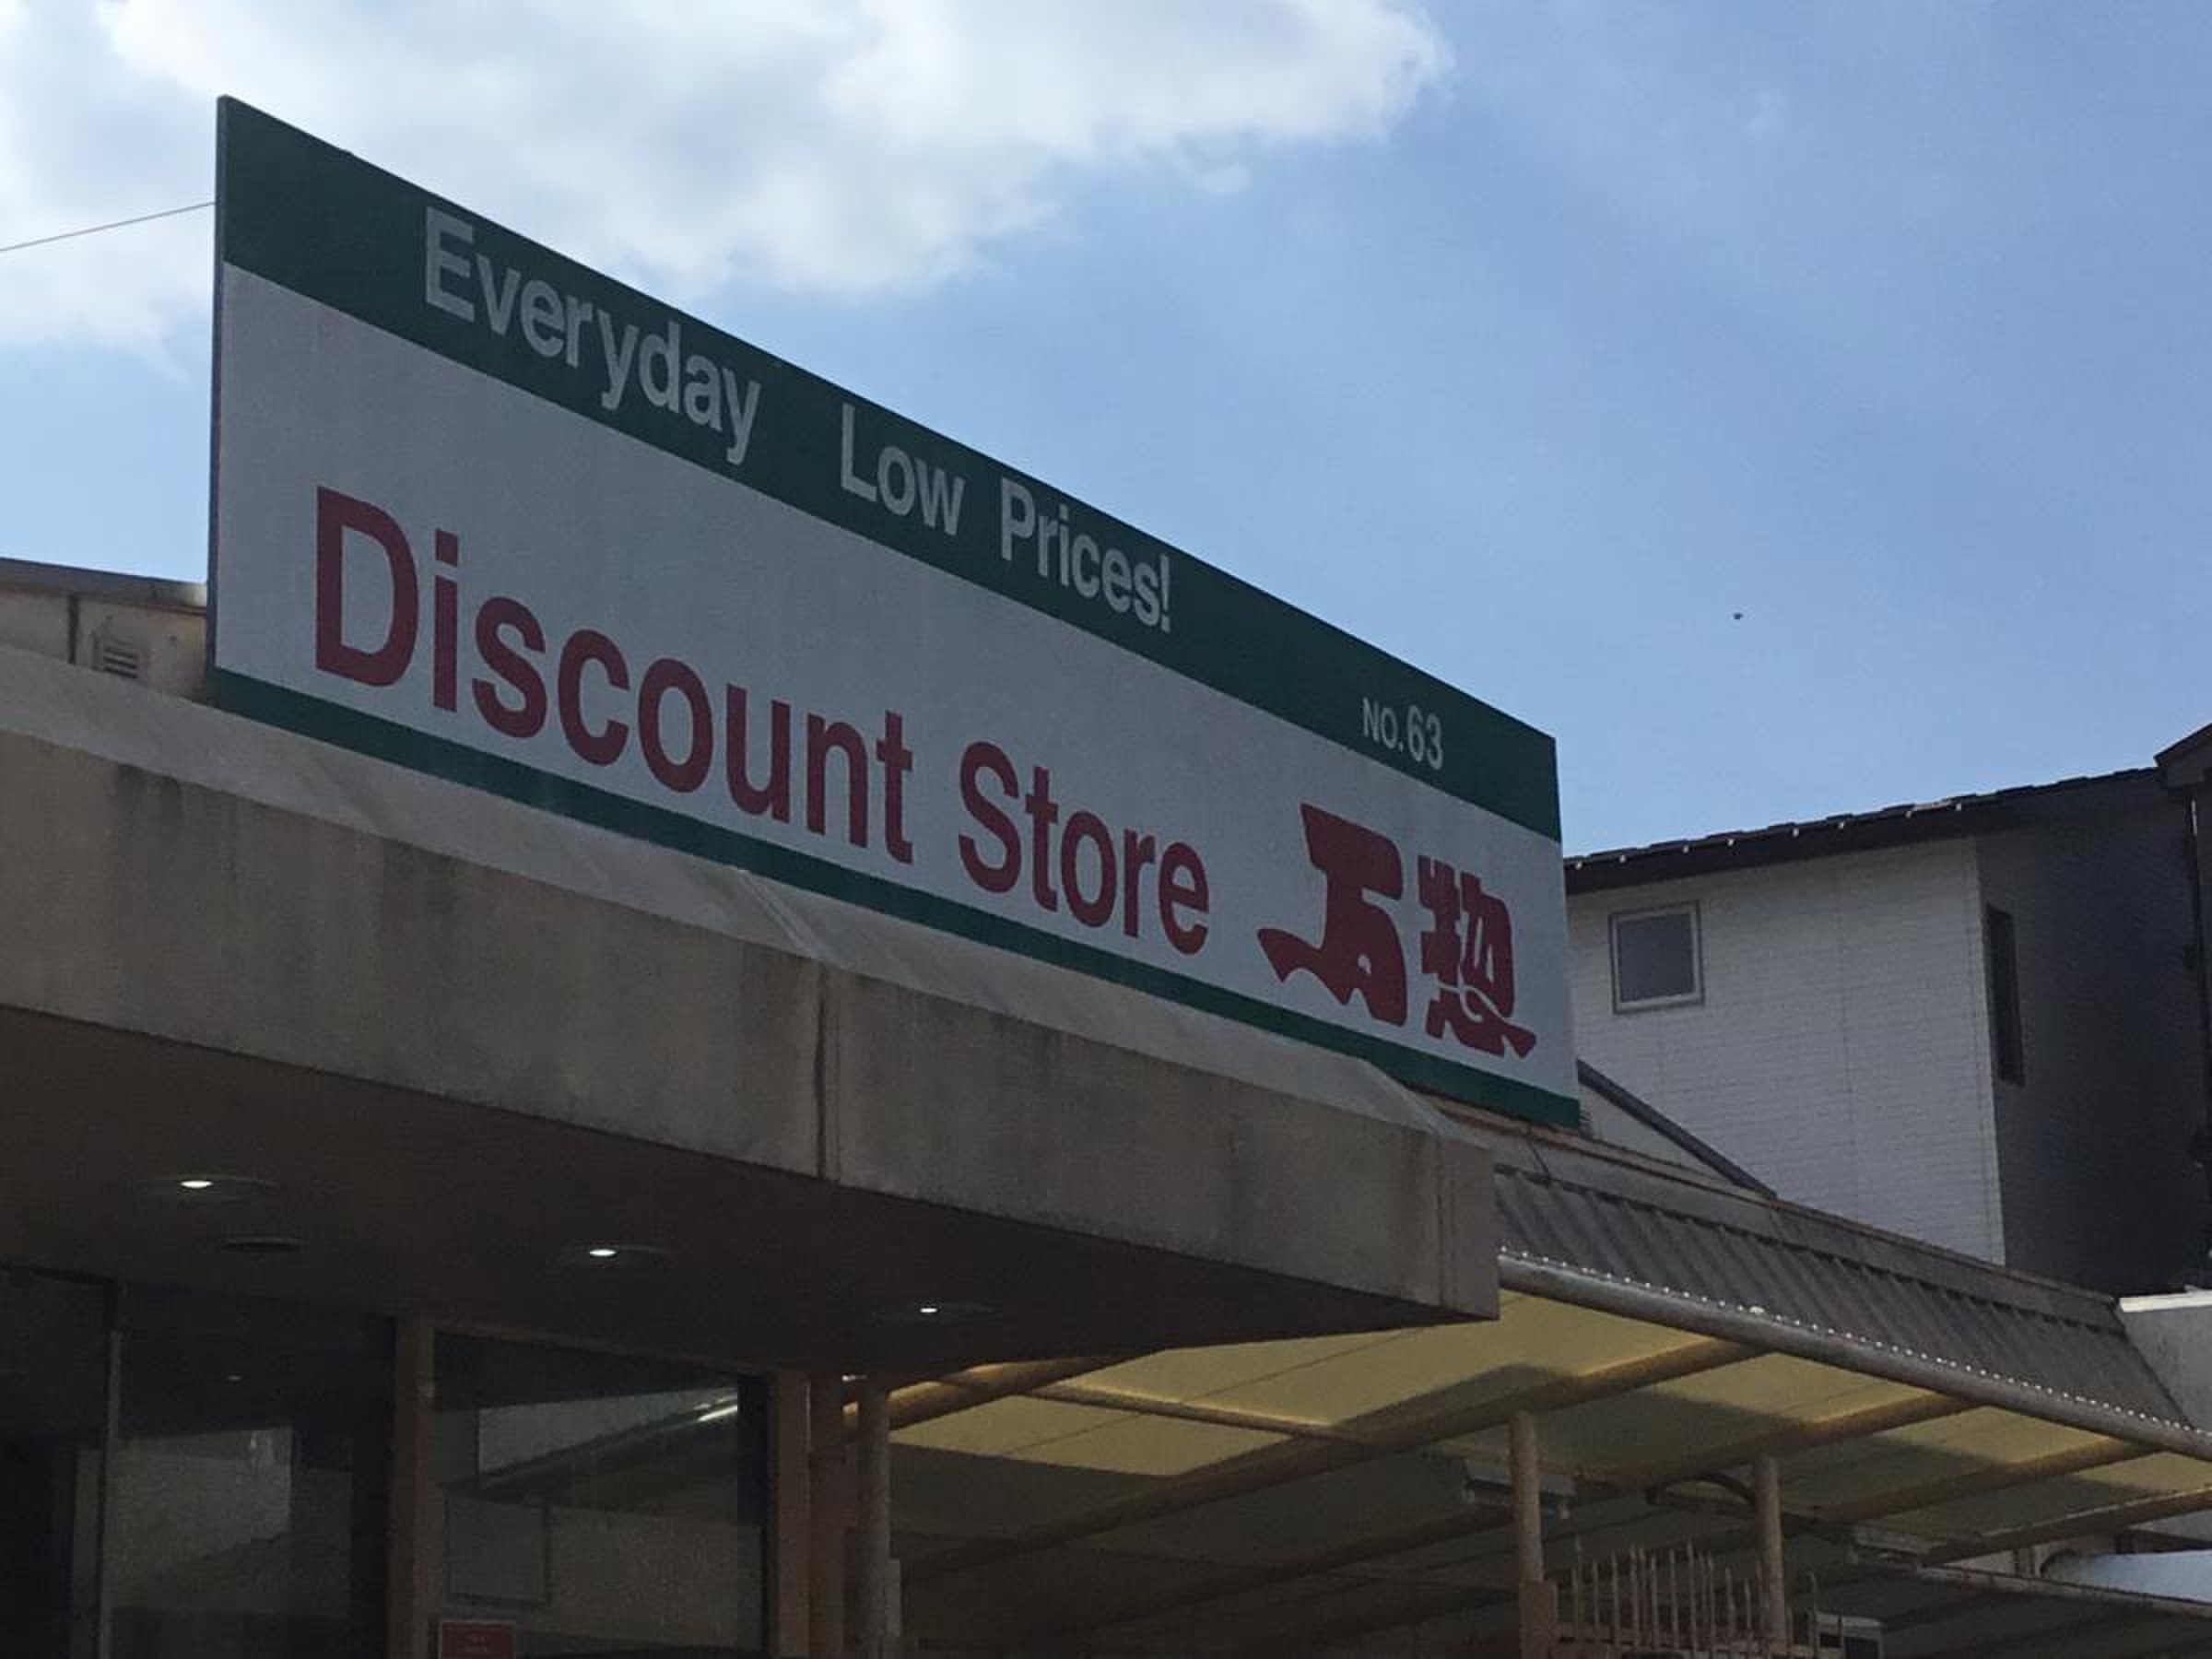 Everyday Low Prices!
NO.63
Discount Store 万惣